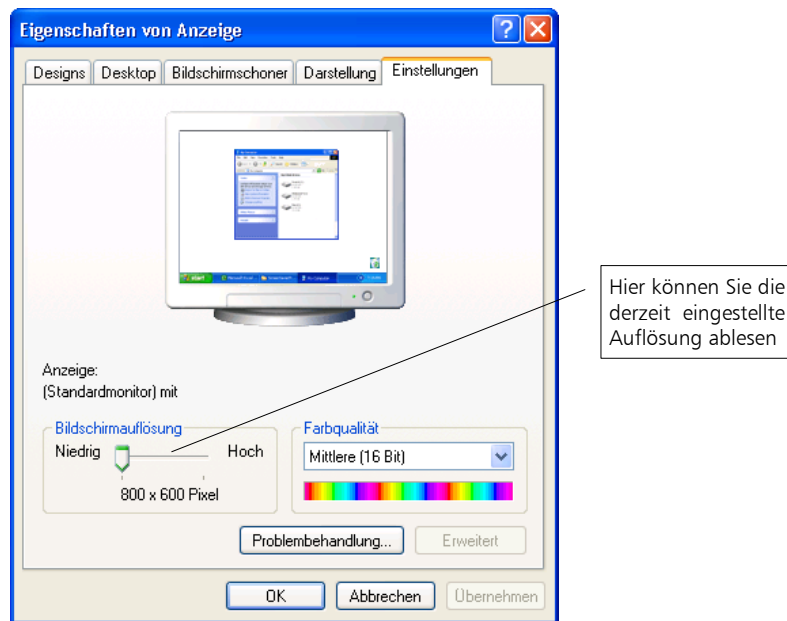 Eigenschaften von Anzeige
Designs Desktop Bildschirmschoner Darstellung Einstellungen
Anzeige:
(Standardmonitor) mit
Bildschirmauflösung
Niedrig Hoch
800 x 600 Pixel
Farbqualität
Mittlere (16 Bit)
Problembehandlung... Erweitert
OK Abbrechen Übernehmen
Hier können Sie die
derzeit eingestellte
Auflösung ablesen